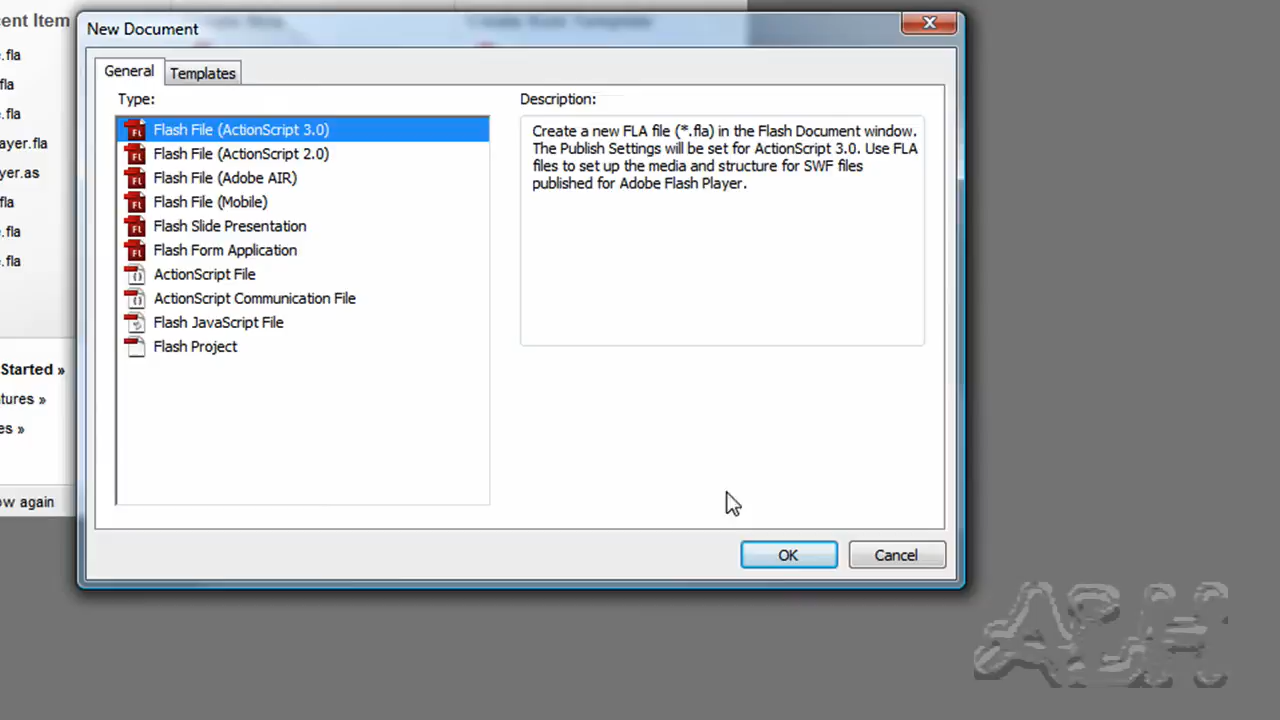 cent Item
New Document
.fla
fla
.fla
ayer.fla
yer.as
fla
.fla
.fla
Started »
tures »
es »
ow again
General
Templates
Type:
Flash File (ActionScript 3.0)
Flash File (ActionScript 2.0)
Flash File (Adobe AIR)
Flash File (Mobile)
Flash Slide Presentation
Flash Form Application
ActionScript File
ActionScript Communication File
Flash JavaScript File
Flash Project
Description:
Create a new FLA file (*.fla) in the Flash Document window.
The Publish Settings will be set for ActionScript 3.0. Use FLA
files to set up the media and structure for SWF files
published for Adobe Flash Player.
OK
Cancel